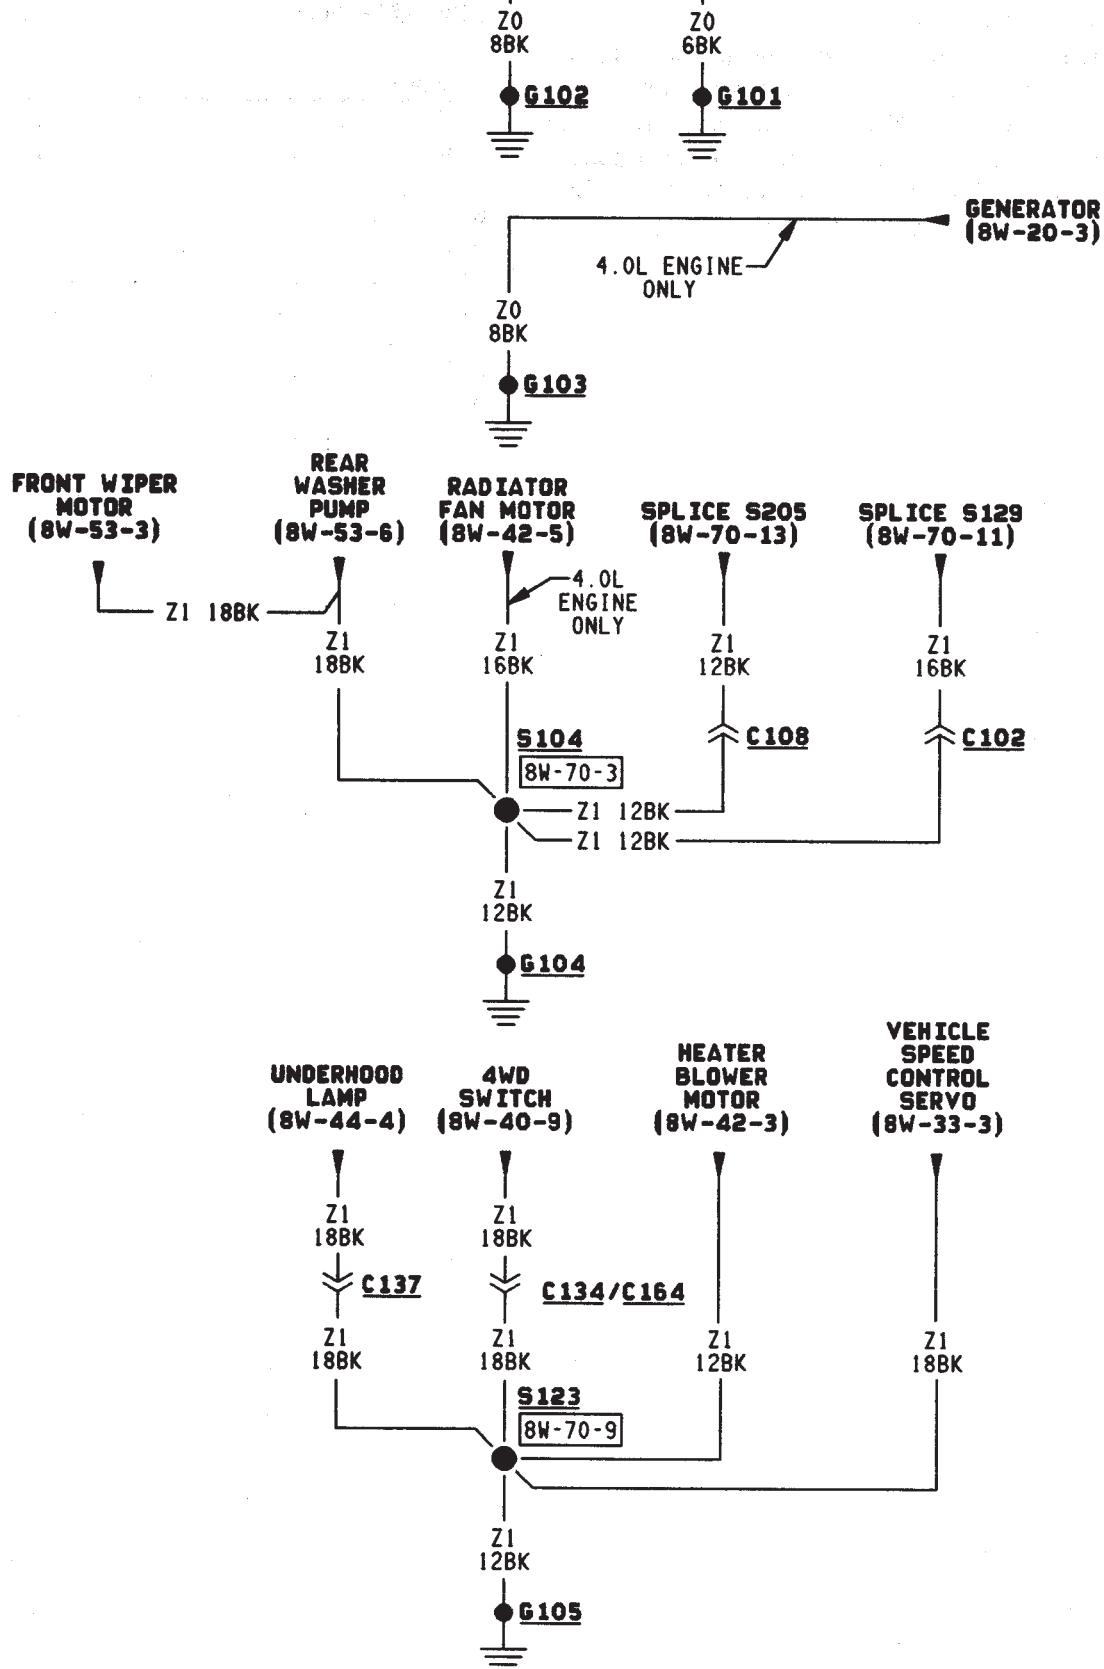 Z0
8BK
Z0
6BK
G102
G101
GENERATOR
(8W-20-3)
4.0L ENGINE
ONLY
Z0
8BK
G103
FRONT WIPER
MOTOR
(8W-53-3)
REAR
WASHER
PUMP
(8W-53-6)
RADIATOR
FAN MOTOR
(8W-42-5)
SPLICE S205
(8W-70-13)
SPLICE S129
(8W-70-11)
4.0L
ENGINE
ONLY
Z1 18BK
Z1
18BK
Z1
16BK
Z1
12BK
Z1
16BK
S104
8W-70-3
C108
C102
Z1 12BK
Z1 12BK
Z1
12BK
G104
UNDERHOOD
LAMP
(8W-44-4)
4WD
SWITCH
(8W-40-9)
HEATER
BLOWER
MOTOR
(8W-42-3)
VEHICLE
SPEED
CONTROL
SERVO
(8W-33-3)
Z1
18BK
Z1
18BK
C137
C134/C164
Z1
18BK
Z1
18BK
Z1
12BK
Z1
18BK
S123
8W-70-9
Z1
12BK
G105